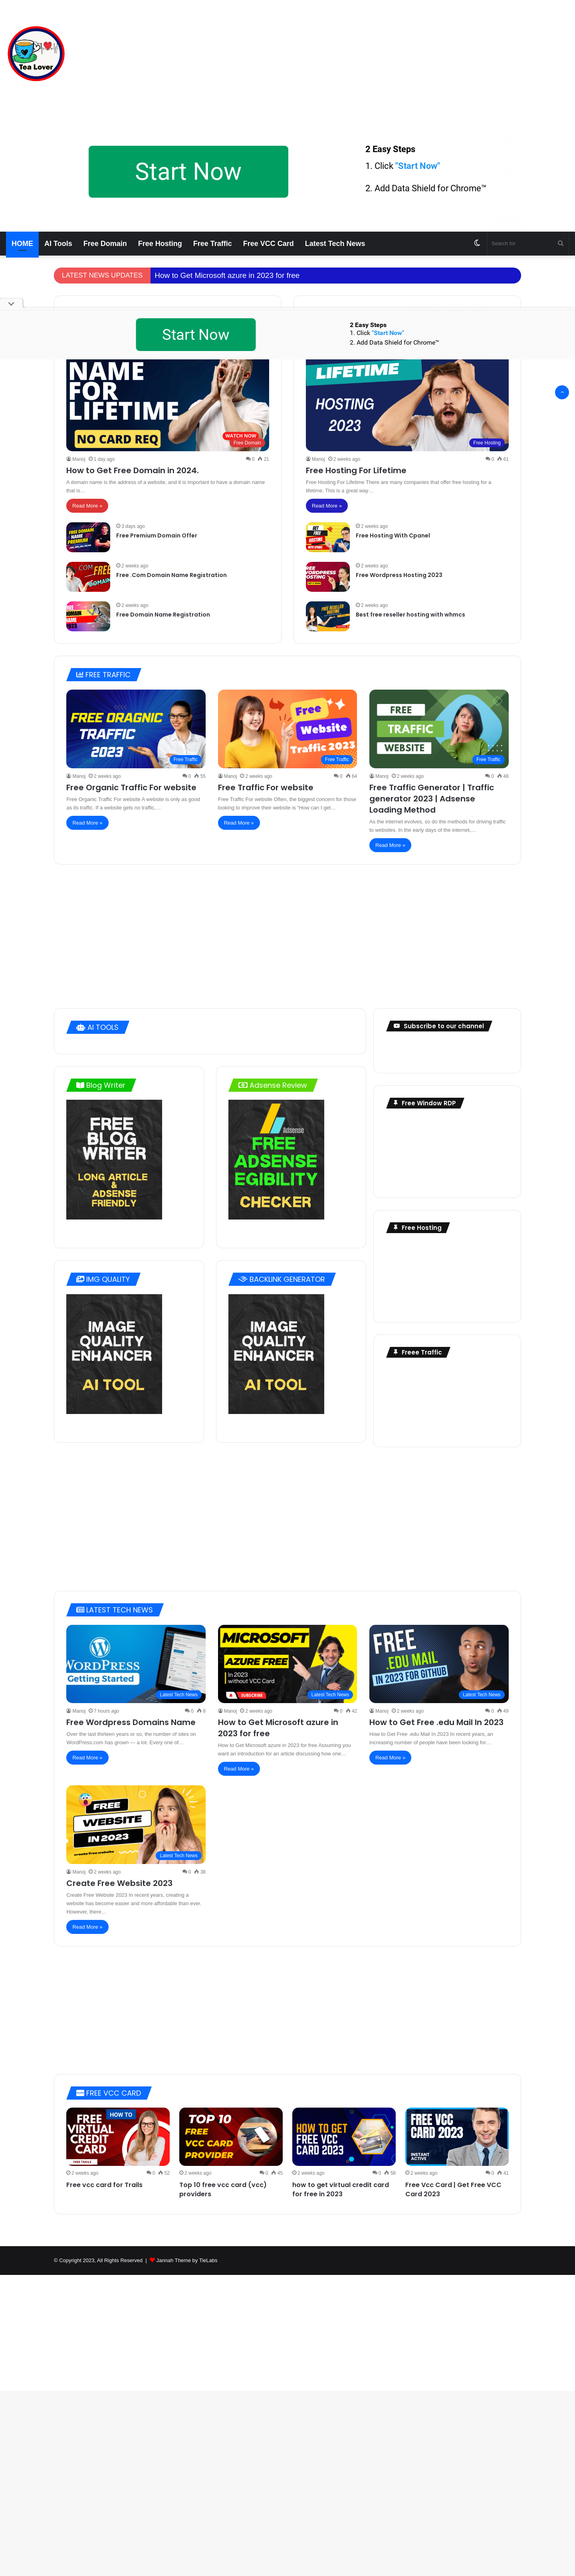 Tea Lover
Start Now
2 Easy Steps
1. Click "Start Now"
2. Add Data Shield for Chrome™
HOME
AI Tools
Free Domain
Free Hosting
Free Traffic
Free VCC Card
Latest Tech News
Search for
LATEST NEWS UPDATES
How to Get Microsoft azure in 2023 for free
Start Now
2 Easy Steps
1. Click "Start Now"
2. Add Data Shield for Chrome™
NAME
FOR
LIFETIME
NO CARD REQ
WATCH NOW
Free Domain
Manoj 1 day ago 0 21
How to Get Free Domain in 2024.
A domain name is the address of a website, and it is important to have a domain name
that is…
Read More »
3 days ago
Free Premium Domain Offer
2 weeks ago
Free .Com Domain Name Registration
2 weeks ago
Free Domain Name Registration
LIFETIME
HOSTING
2023
Free Hosting
Manoj 2 weeks ago 0 81
Free Hosting For Lifetime
Free Hosting For Lifetime There are many companies that offer free hosting for a
lifetime. This is a great way…
Read More »
2 weeks ago
Free Hosting With Cpanel
2 weeks ago
Free Wordpress Hosting 2023
2 weeks ago
Best free reseller hosting with whmcs
FREE TRAFFIC
FREE ORAGNIC
TRAFFIC
2023
Free Traffic
Manoj 2 weeks ago 0 55
Free Organic Traffic For website
Free Organic Traffic For website A website is only as good
as its traffic. If a website gets no traffic,…
Read More »
Free
Website
Traffic 2023
Free Traffic
Manoj 2 weeks ago 0 64
Free Traffic For website
Free Traffic For website Often, the biggest concern for those
looking to improve their website is "How can I get…
Read More »
FREE
TRAFFIC
WEBSITE
Free Traffic
Manoj 2 weeks ago 0 48
Free Traffic Generator | Traffic
generator 2023 | Adsense
Loading Method
As the internet evolves, so do the methods for driving traffic
to websites. In the early days of the internet,…
Read More »
AI TOOLS
Subscribe to our channel
Blog Writer
FREE
BLOG
WRITER
LONG ARTICLE
&
ADSENSE
FRIENDLY
Adsense Review
Adsense
FREE
ADSENSE
EGIBILITY
CHECKER
Free Window RDP
Free Hosting
IMG QUALITY
IMAGE
QUALITY
ENHANCER
AI TOOL
BACKLINK GENERATOR
IMAGE
QUALITY
ENHANCER
AI TOOL
Freee Traffic
LATEST TECH NEWS
WORDPRESS
Getting Started
Latest Tech News
Manoj 7 hours ago 0 8
Free Wordpress Domains Name
Over the last thirteen years or so, the number of sites on
WordPress.com has grown — a lot. Every one of…
Read More »
MICROSOFT
AZURE FREE
In 2023
without VCC Card
SUBSCRIBE
Latest Tech News
Manoj 2 weeks ago 0 42
How to Get Microsoft azure in
2023 for free
How to Get Microsoft azure in 2023 for free Assuming you
want an introduction for an article discussing how one…
Read More »
FREE
.EDU MAIL
IN 2023 FOR GITHUB
Latest Tech News
Manoj 2 weeks ago 0 49
How to Get Free .edu Mail In 2023
How to Get Free .edu Mail In 2023 In recent years, an
increasing number of people have been looking for…
Read More »
FREE
WEBSITE
IN 2023
create free website
Latest Tech News
Manoj 2 weeks ago 0 38
Create Free Website 2023
Create Free Website 2023 In recent years, creating a
website has become easier and more affordable than ever.
However, there…
Read More »
FREE VCC CARD
HOW TO
FREE
VIRTUAL
CREDIT
CARD
FREE TRAILS
2 weeks ago 0 52
Free vcc card for Trails
TOP 10
FREE
VCC CARD
PROVIDER
2 weeks ago 0 45
Top 10 free vcc card (vcc)
providers
HOW TO GET
FREE VCC
CARD 2023
2 weeks ago 0 58
how to get virtual credit card
for free in 2023
FREE VCC
CARD 2023
INSTANT
ACTIVE
2 weeks ago 0 41
Free Vcc Card | Get Free VCC
Card 2023
© Copyright 2023, All Rights Reserved | Jannah Theme by TieLabs